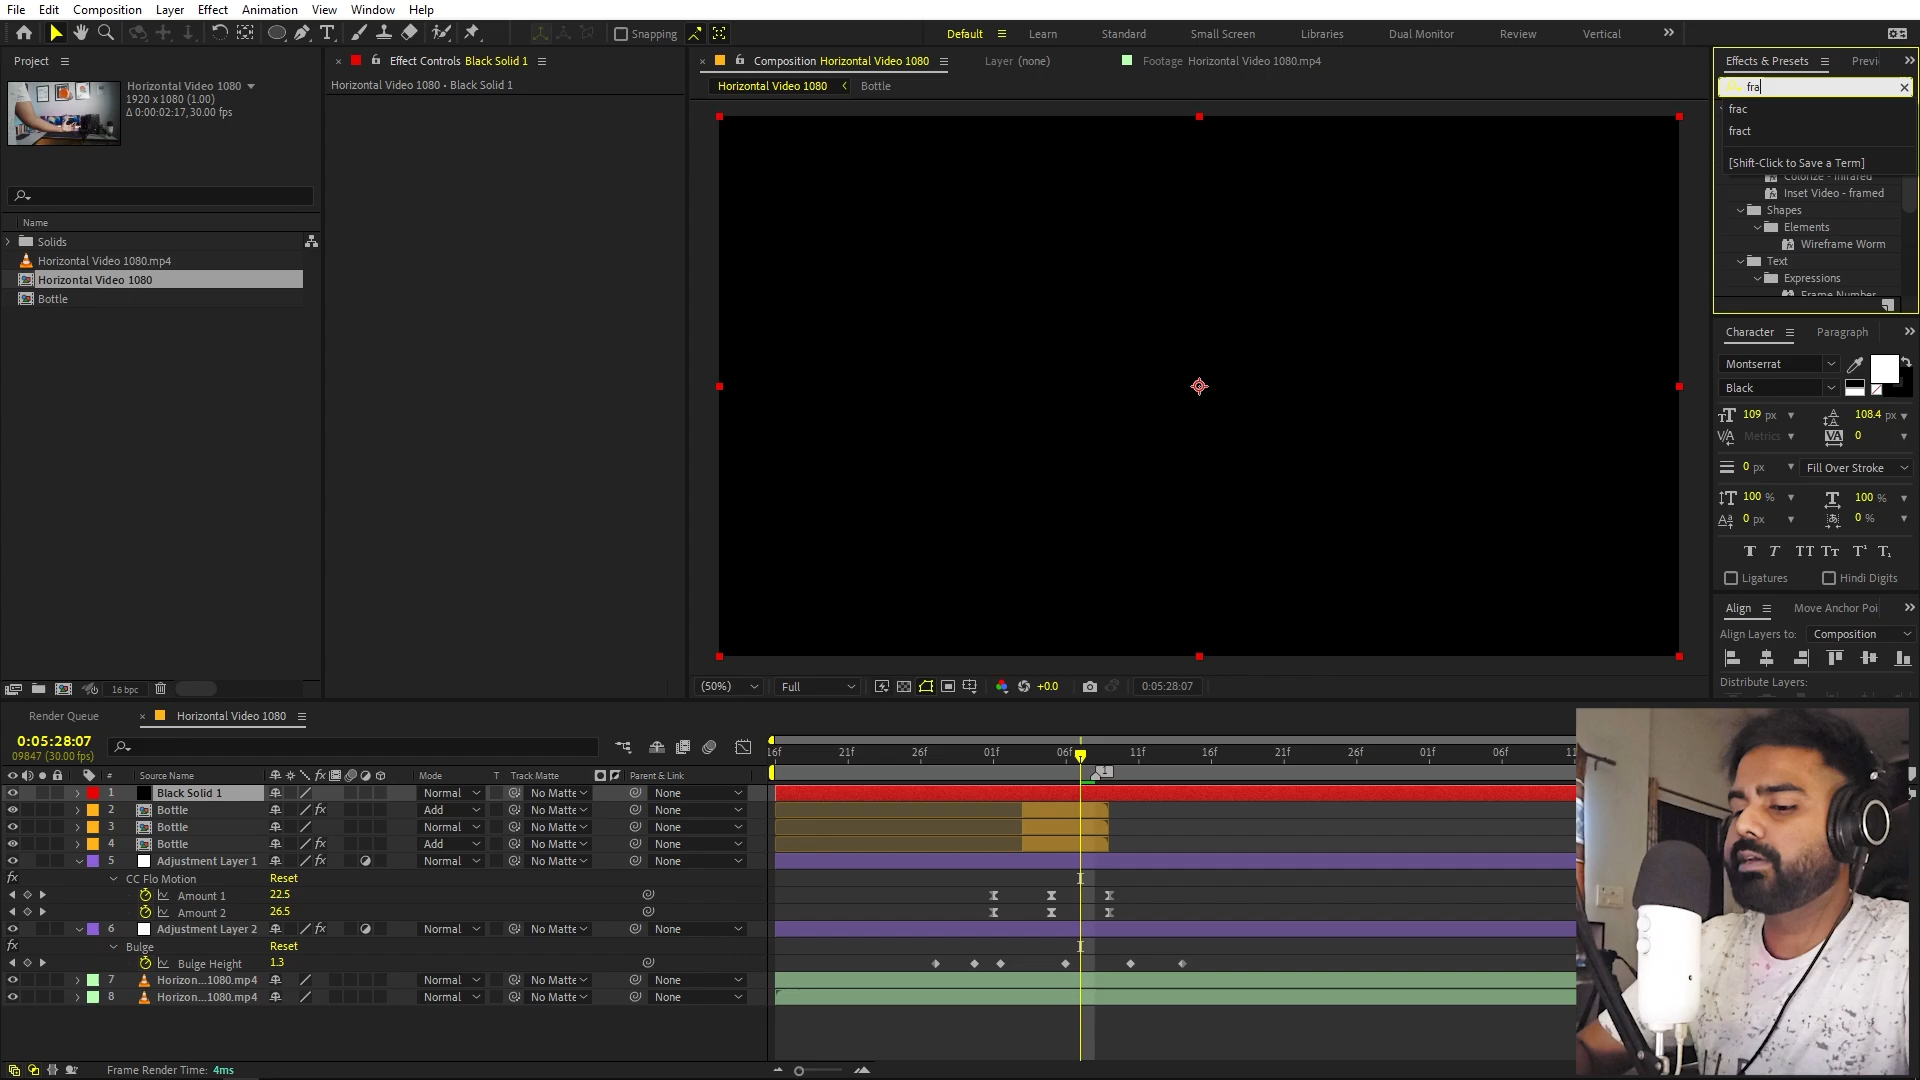 File Edit Composition Layer Effect Animation View Window Help
Snapping
Default Learn Standard Small Screen Libraries Dual Monitor Review Vertical
Project
Effect Controls Black Solid 1
Composition Horizontal Video 1080
Layer (none)
Footage Horizontal Video 1080.mp4
Effects & Presets
Horizontal Video 1080
1920 x 1080 (1.00)
Δ 0:00:02:17, 30.00 fps
Horizontal Video 1080 • Black Solid 1
Horizontal Video 1080 Bottle
fra
frac
fract
[Shift-Click to Save a Term]
Colorize - infrared
Inset Video - framed
Shapes
Elements
Wireframe Worm
Text
Expressions
Frame Number
Name
Solids
Horizontal Video 1080.mp4
Horizontal Video 1080
Bottle
Character Paragraph
Montserrat
Black
109 px 108.4 px
Metrics 0
0 px Fill Over Stroke
100 % 100 %
0 px 0 %
T T TT Tт T¹ T₁
Ligatures Hindi Digits
Align Move Anchor Poi
Align Layers to: Composition
Distribute Layers:
16 bpc
(50%) Full +0.0 0:05:28:07
Render Queue Horizontal Video 1080
0:05:28:07
09847 (30.00 fps)
16f 21f 26f 01f 06f 11f 16f 21f 26f 01f 06f
1
# Source Name Mode T Track Matte Parent & Link
1 Black Solid 1 Normal No Matte None
2 Bottle Add No Matte None
3 Bottle Normal No Matte None
4 Bottle Add No Matte None
5 Adjustment Layer 1 Normal No Matte None
CC Flo Motion Reset
Amount 1 22.5
Amount 2 26.5
6 Adjustment Layer 2 Normal No Matte None
Bulge Reset
Bulge Height 1.3
7 Horizon...1080.mp4 Normal No Matte None
8 Horizon...1080.mp4 Normal No Matte None
Frame Render Time: 4ms